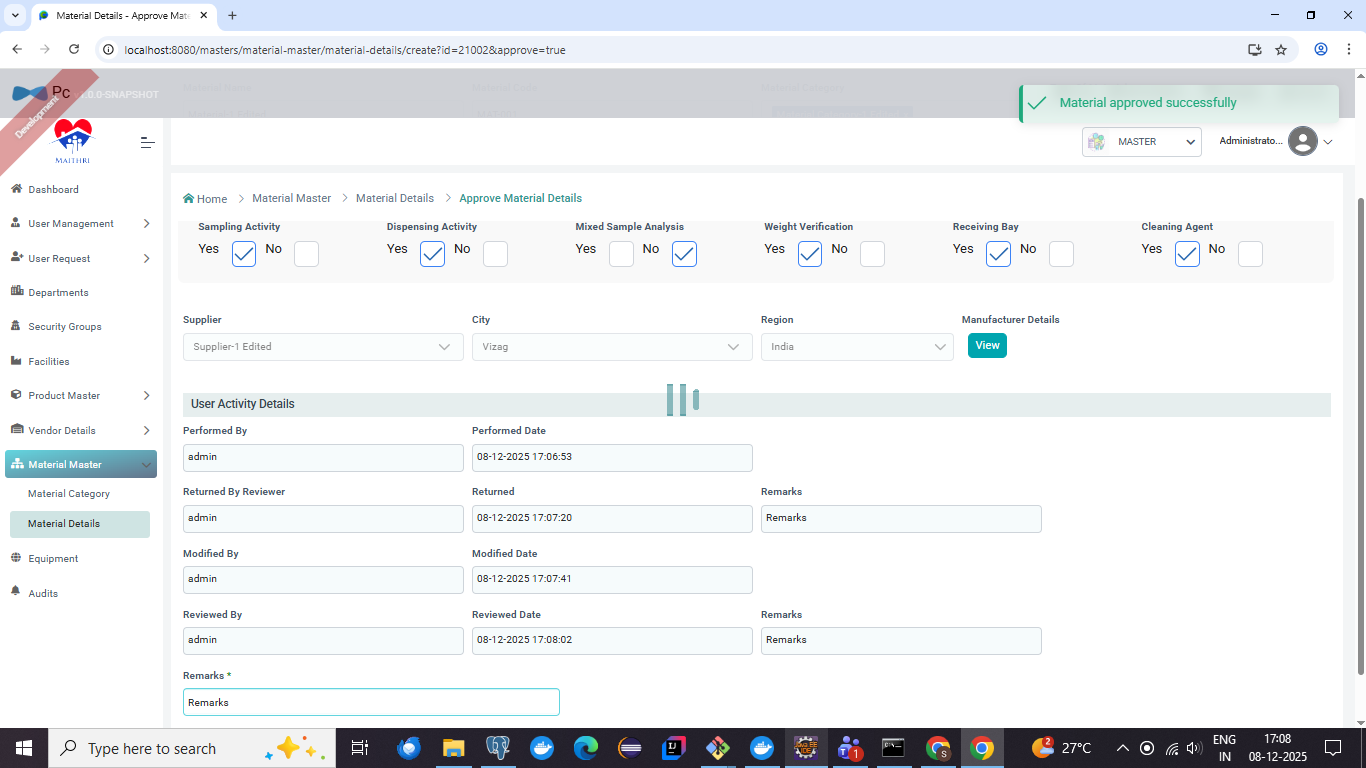 Material Details - Approve Mate
localhost:8080/masters/material-master/material-details/create?id=21002&approve=true
Pc
1.0.0-SNAPSHOT
Development
Material approved successfully
MAITHRI
MASTER
Administrato...
Dashboard
User Management
User Request
Departments
Security Groups
Facilities
Product Master
Vendor Details
Material Master
Material Category
Material Details
Equipment
Audits
Home > Material Master > Material Details > Approve Material Details
Sampling Activity Dispensing Activity Mixed Sample Analysis Weight Verification Receiving Bay Cleaning Agent
Yes No Yes No Yes No Yes No Yes No Yes No
Supplier City Region Manufacturer Details
Supplier-1 Edited Vizag India View
User Activity Details
Performed By Performed Date
admin 08-12-2025 17:06:53
Returned By Reviewer Returned Remarks
admin 08-12-2025 17:07:20 Remarks
Modified By Modified Date
admin 08-12-2025 17:07:41
Reviewed By Reviewed Date Remarks
admin 08-12-2025 17:08:02 Remarks
Remarks *
Remarks
Type here to search
27°C
ENG
IN
17:08
08-12-2025